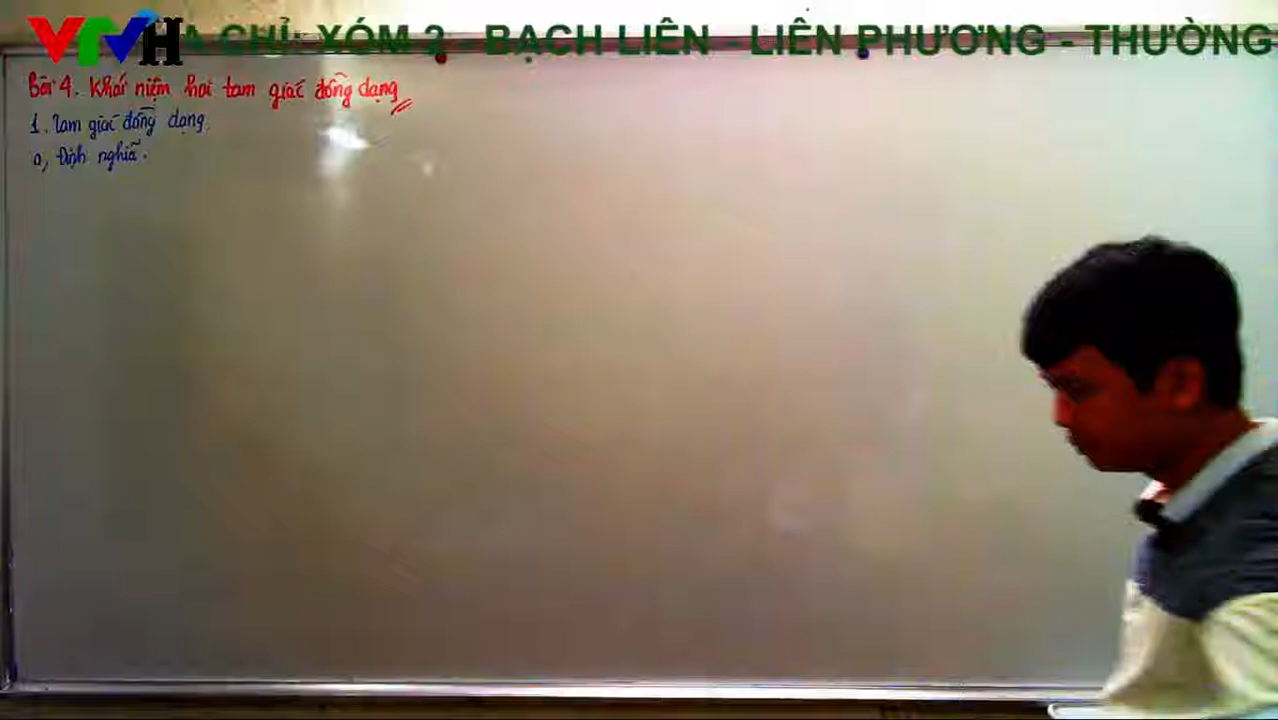 VTVH
A CHỈ: XÓM 2 - BẠCH LIÊN - LIÊN PHƯƠNG - THƯỜNG
Bài 4. Khái niệm hai tam giác đồng dạng
1. Tam giác đồng dạng.
a, Định nghĩa.